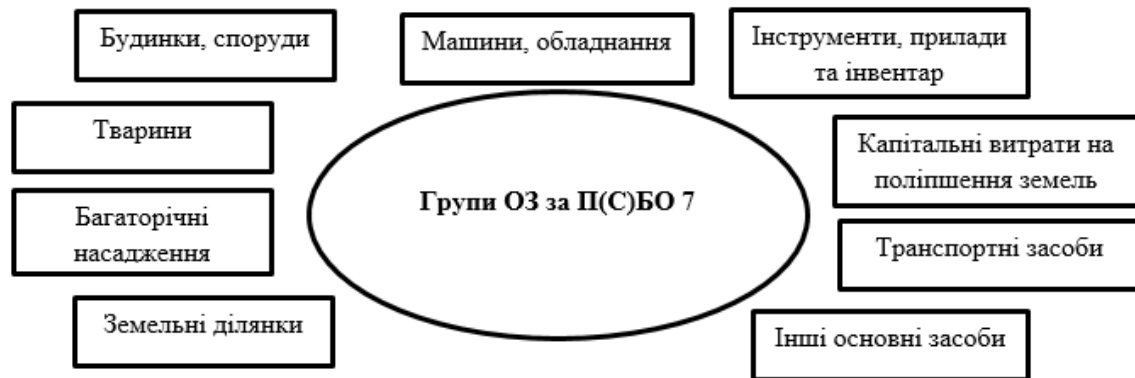 Будинки, споруди
Машини, обладнання
Інструменти, прилади
та інвентар
Тварини
Капітальні витрати на
поліпшення земель
Групи ОЗ за П(С)БО 7
Багаторічні
насадження
Транспортні засоби
Земельні ділянки
Інші основні засоби